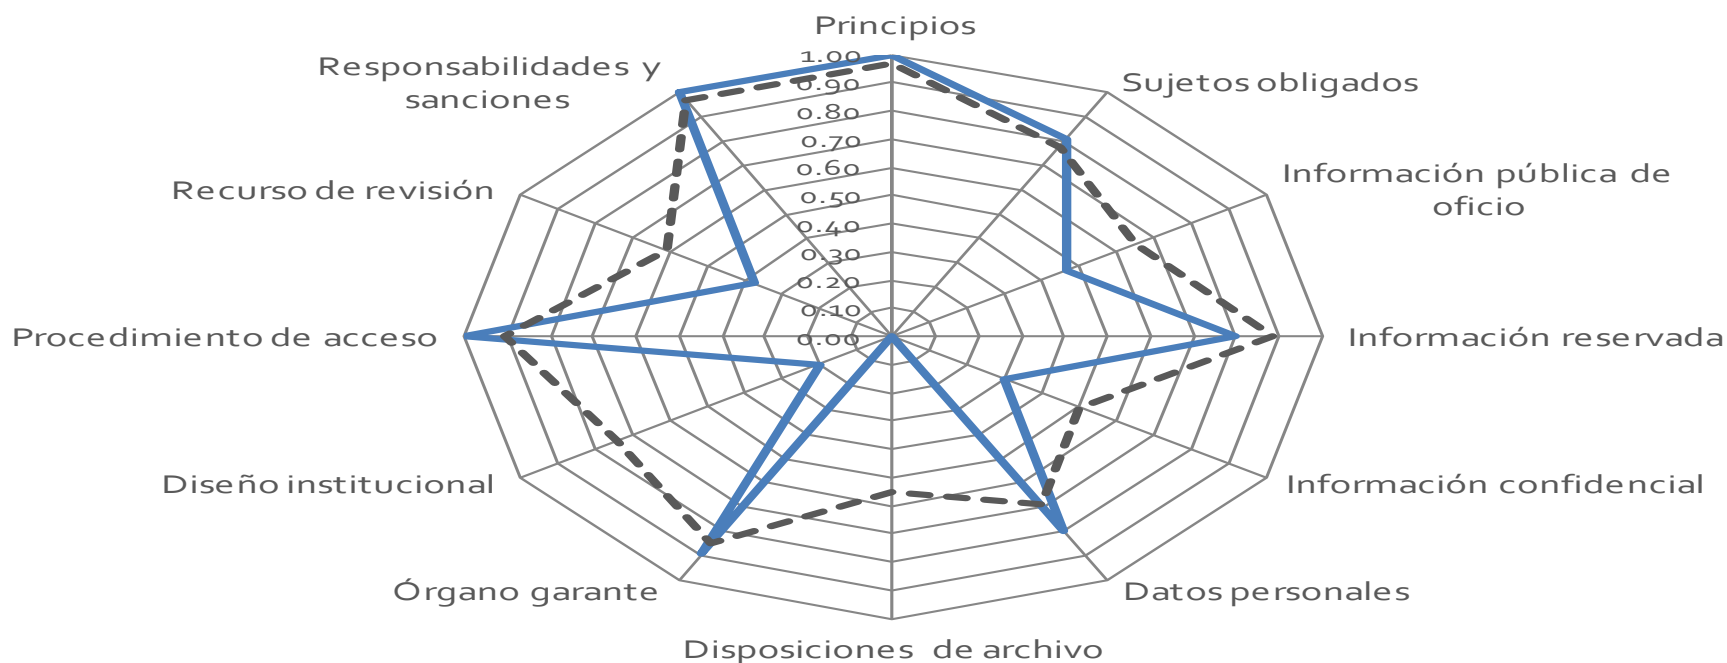 Principios
Responsabilidades y
sanciones
Sujetos obligados
Información pública de
oficio
Recurso de revisión
Procedimiento de acceso
Información reservada
Diseño institucional
Información confidencial
Órgano garante
Datos personales
Disposiciones de archivo
1.00
0.90
0.80
0.70
0.60
0.50
0.40
0.30
0.20
0.10
0.00